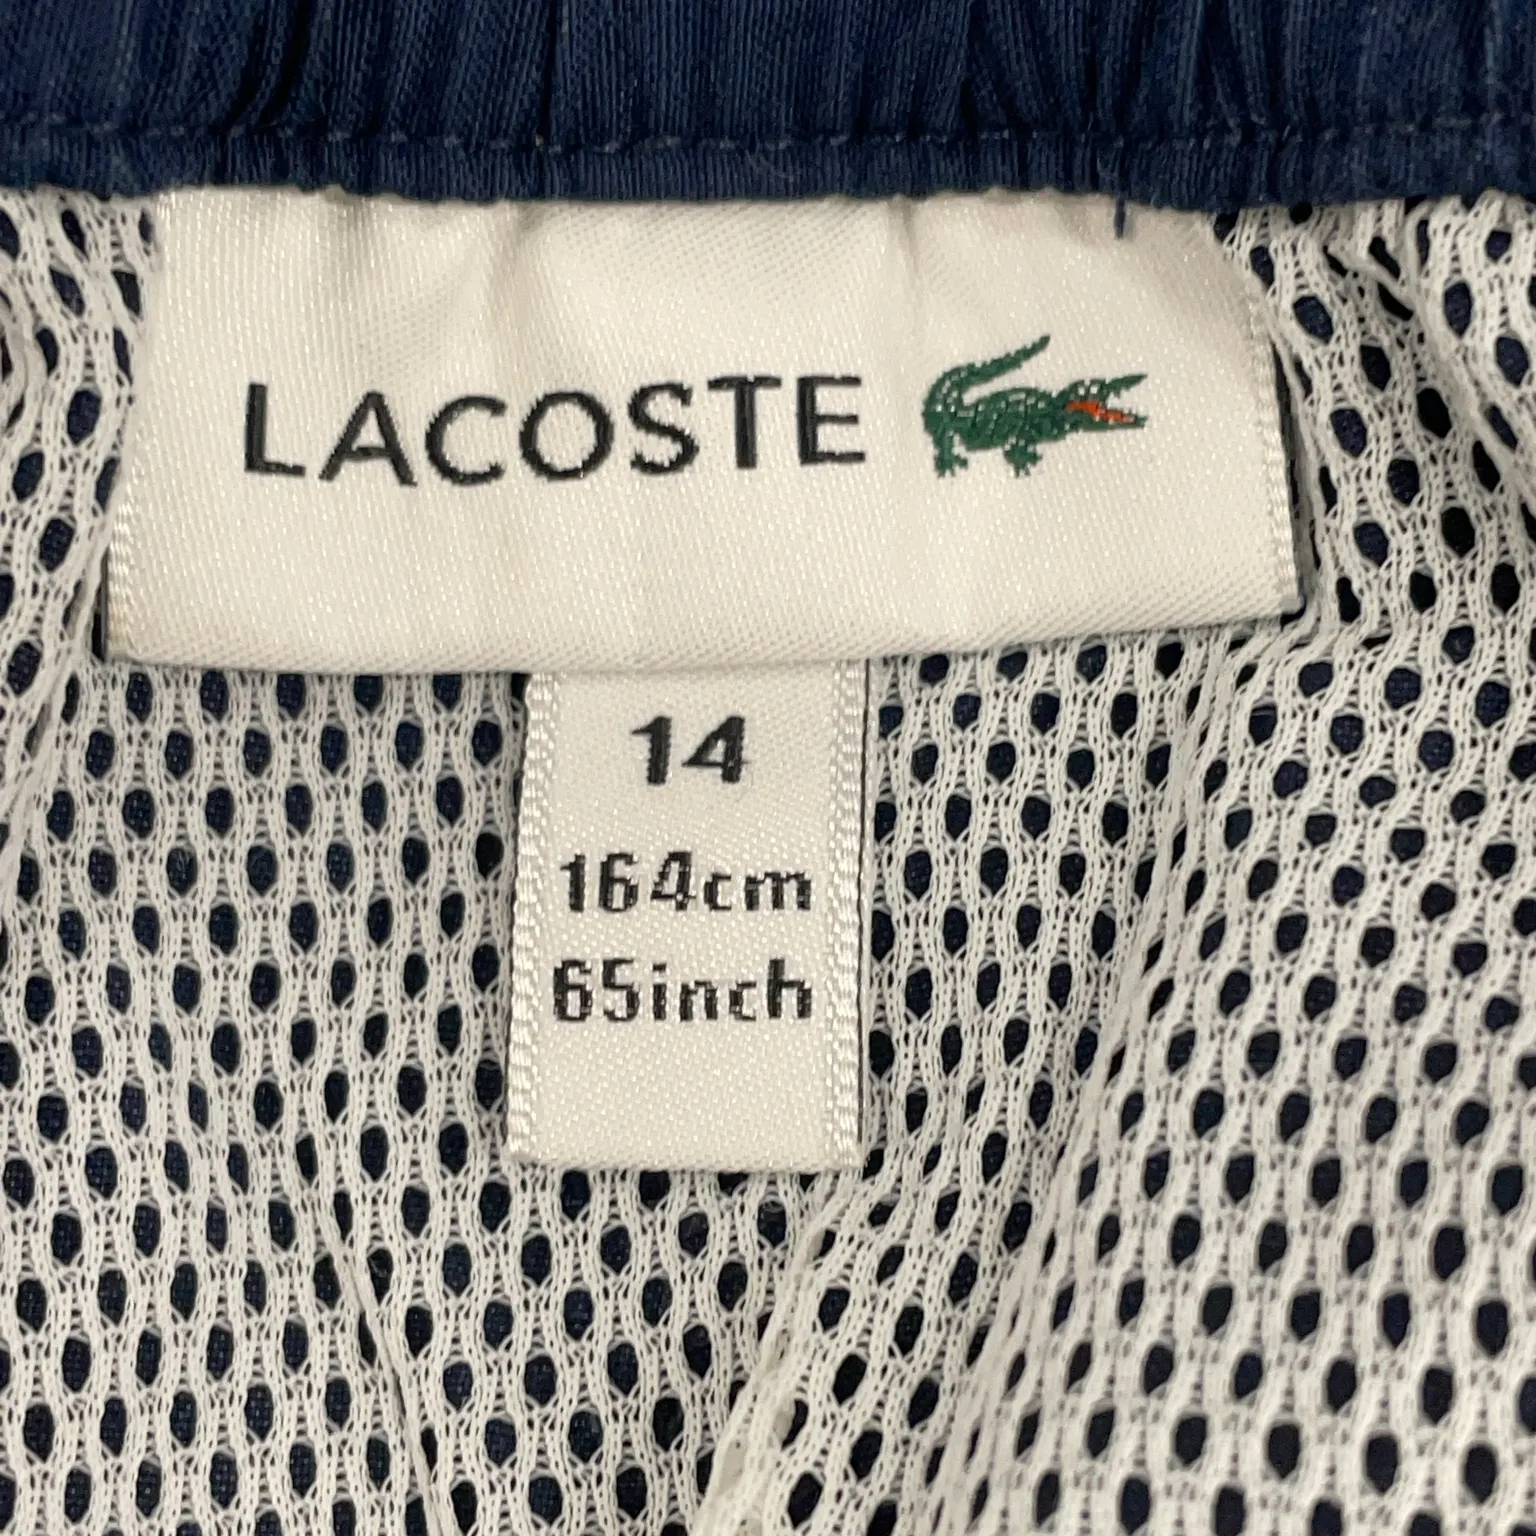 LACOSTE
14
164cm
65inch